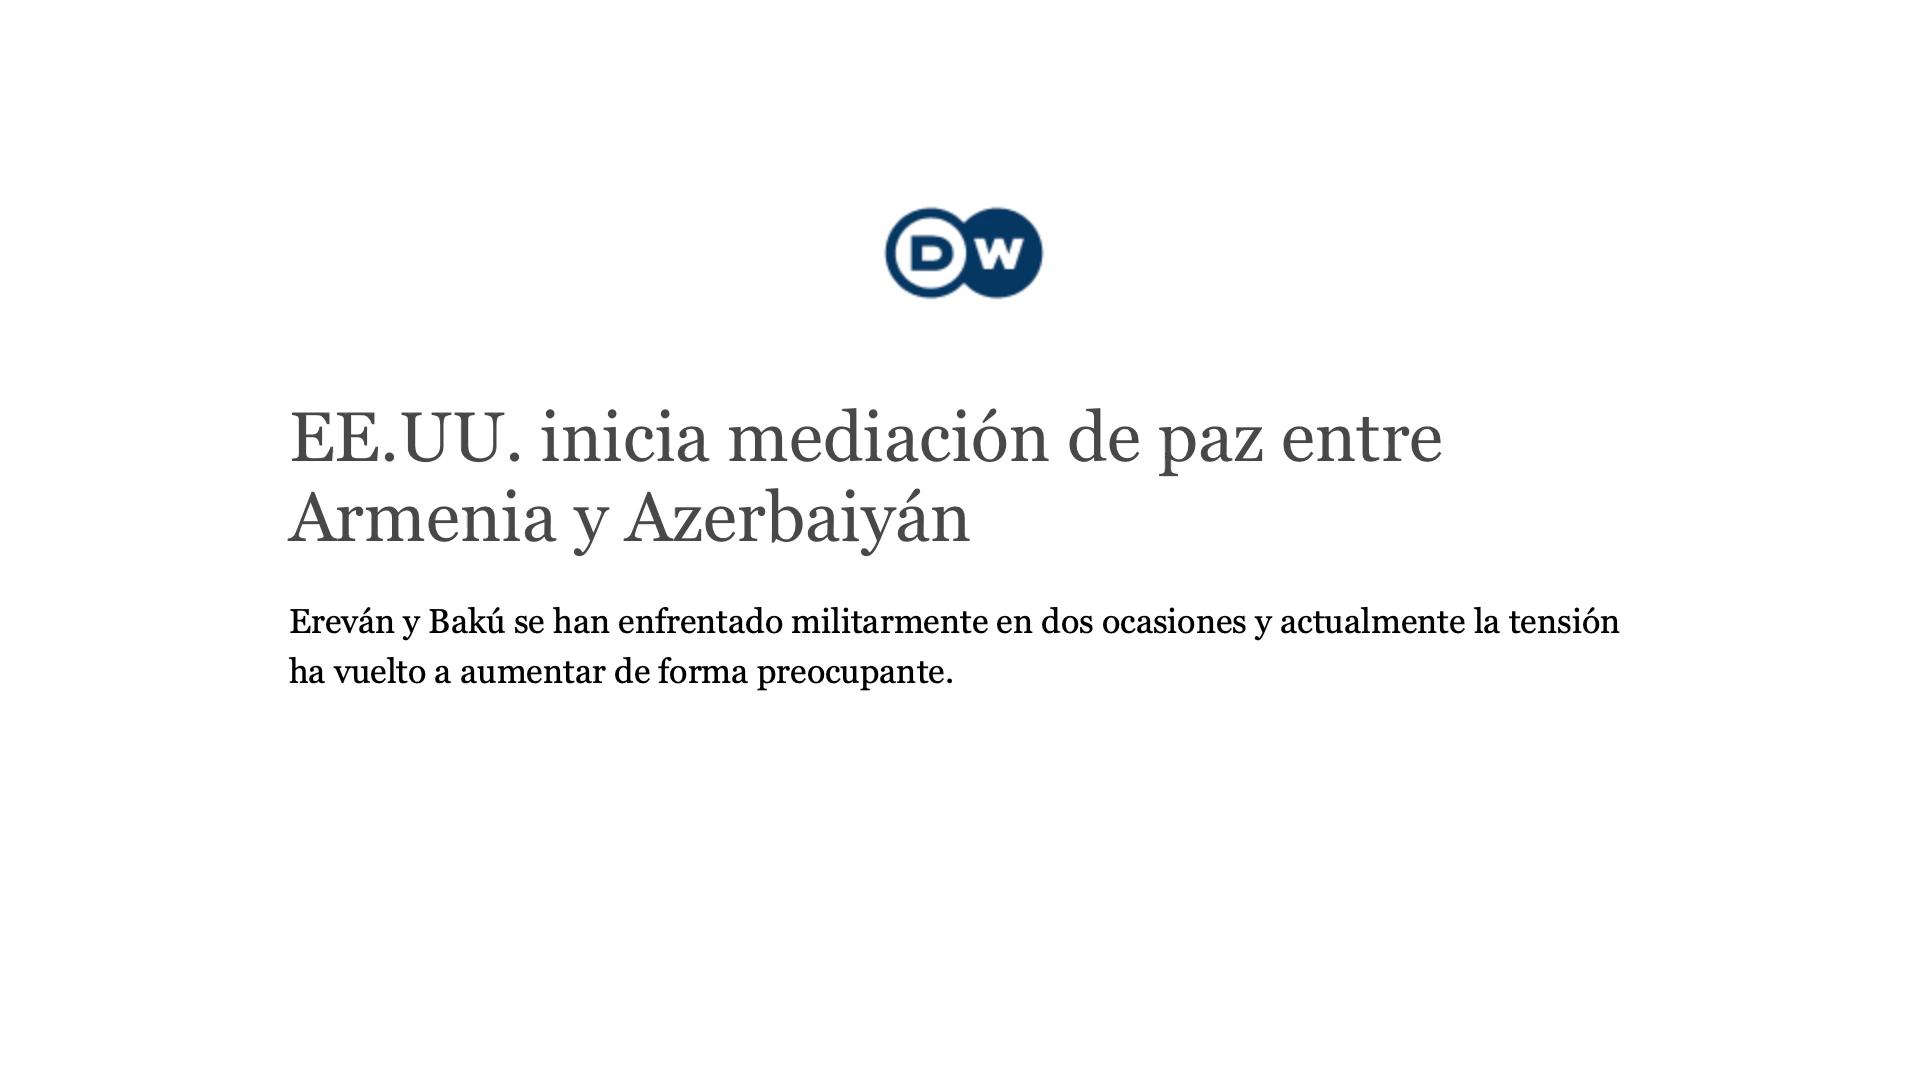 DW
EE.UU. inicia mediación de paz entre
Armenia y Azerbaiyán
Ereván y Bakú se han enfrentado militarmente en dos ocasiones y actualmente la tensión
ha vuelto a aumentar de forma preocupante.